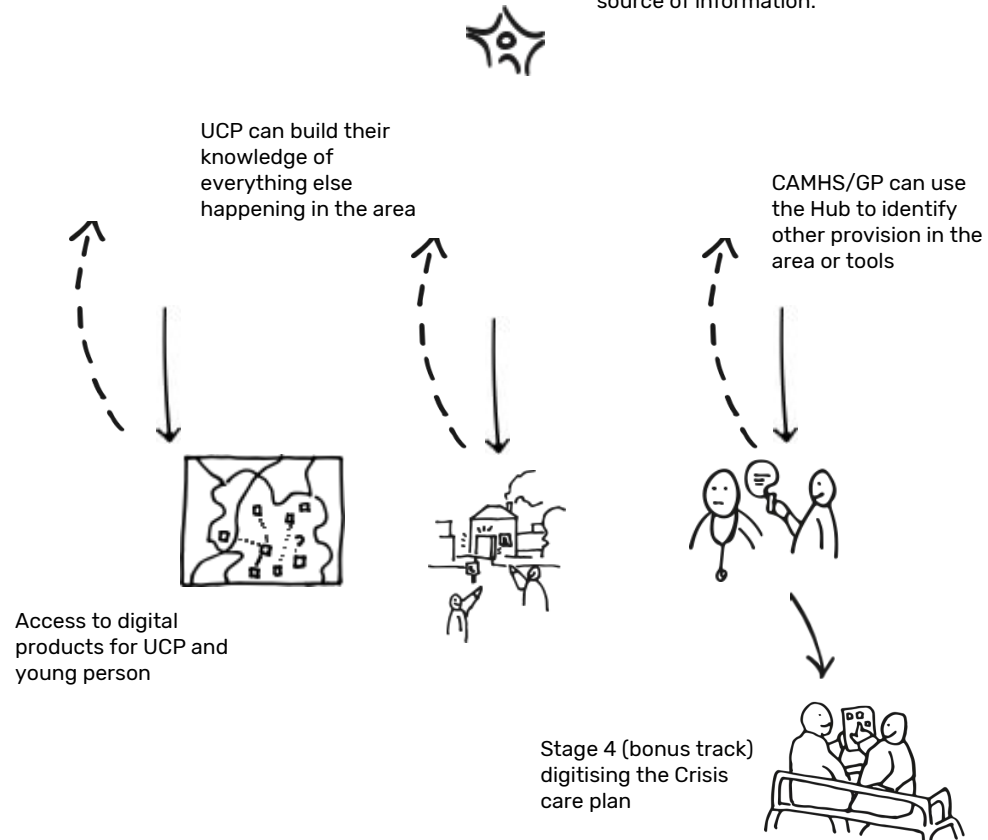 source of information.
UCP can build their
knowledge of
everything else
happening in the area
CAMHS/GP can use
the Hub to identify
other provision in the
area or tools
?
Access to digital
products for UCP and
young person
Stage 4 (bonus track)
digitising the Crisis
care plan